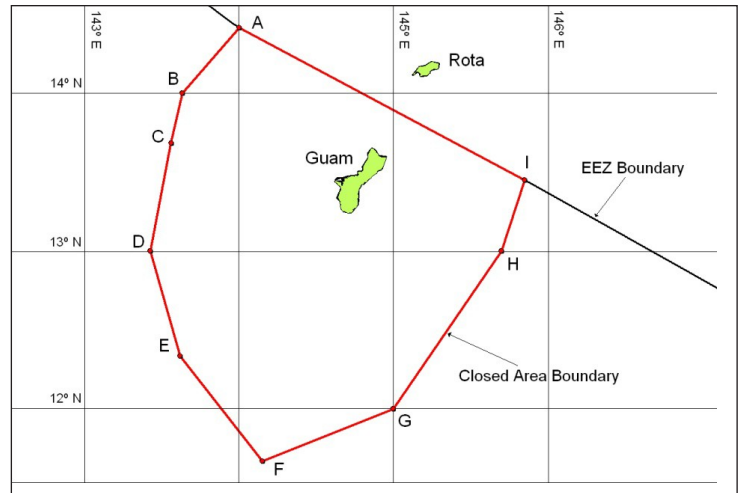 143° E
145° E
146° E
A
Rota
14° N
B
C
Guam
I
EEZ Boundary
13° N
D
H
E
Closed Area Boundary
12° N
G
F